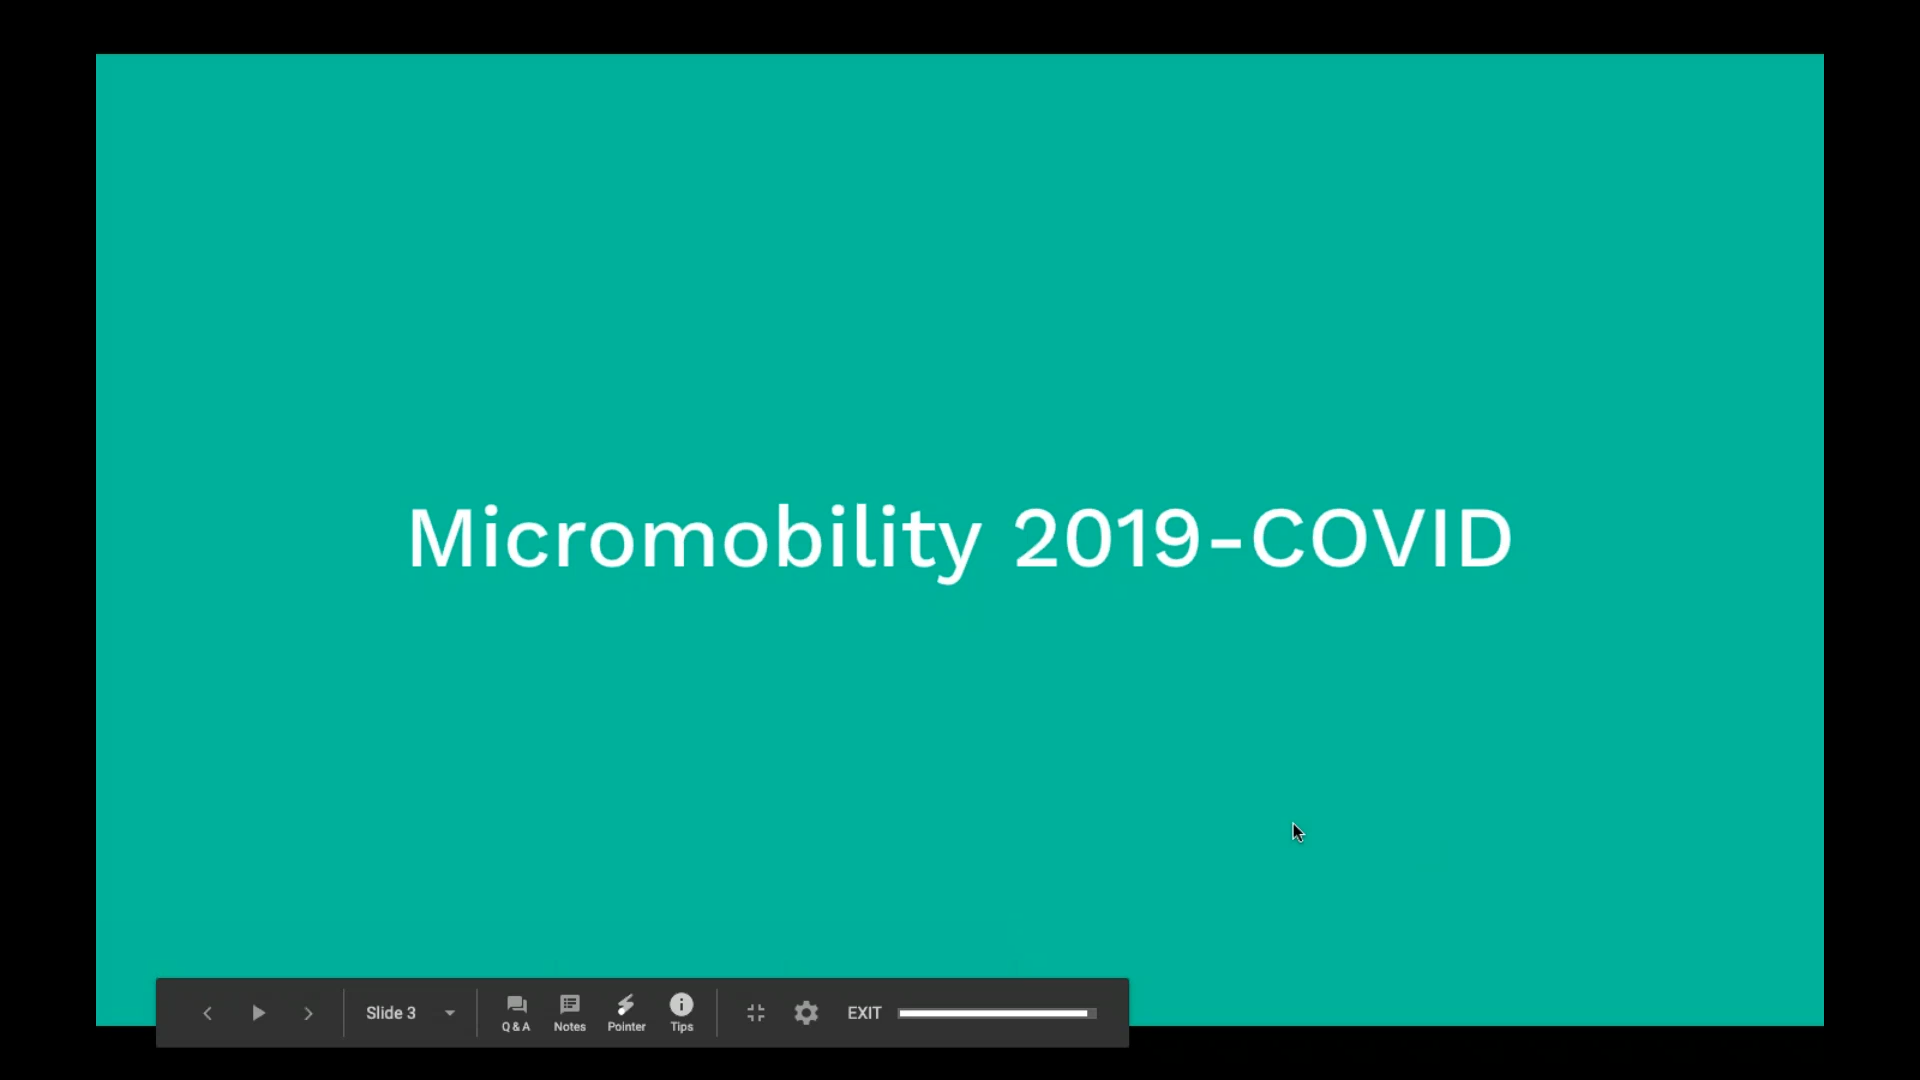 Micromobility 2019-COVID
Slide 3
Q & A
Notes
Pointer
Tips
EXIT